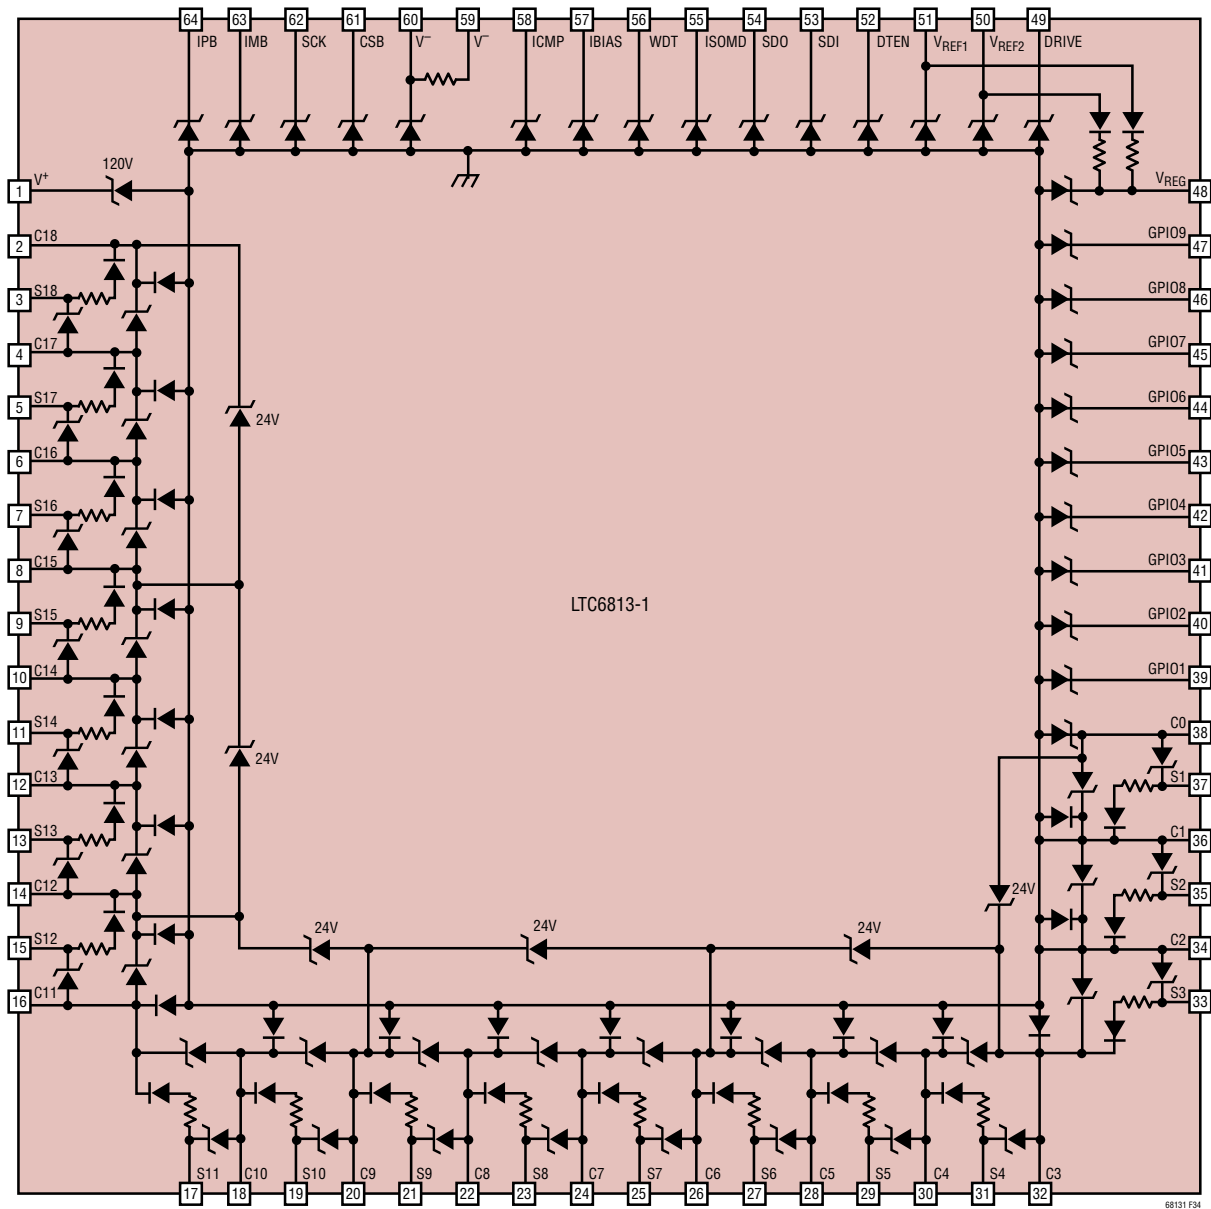 64 63 62 61 60 59 58 57 56 55 54 53 52 51 50 49
IPB IMB SCK CSB V– V– ICMP IBIAS WDT ISOMD SDO SDI DTEN VREF1 VREF2 DRIVE
120V
1 V+
VREG 48
2 C18
GPIO9 47
3 S18
GPIO8 46
4 C17
GPIO7 45
5 S17
GPIO6 44
24V
6 C16
GPIO5 43
7 S16
GPIO4 42
8 C15
GPIO3 41
LTC6813-1
9 S15
GPIO2 40
10 C14
GPIO1 39
11 S14
C0 38
24V
12 C13
S1 37
13 S13
C1 36
14 C12
S2 35
24V
24V 24V 24V
15 S12
C2 34
16 C11
S3 33
S11 C10 S10 C9 S9 C8 S8 C7 S7 C6 S6 C5 S5 C4 S4 C3
17 18 19 20 21 22 23 24 25 26 27 28 29 30 31 32
68131 F34